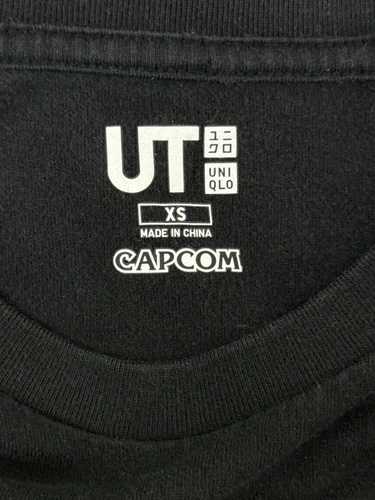 UT
ユニ
クロ
UNI
QLO
XS
MADE IN CHINA
CAPCOM